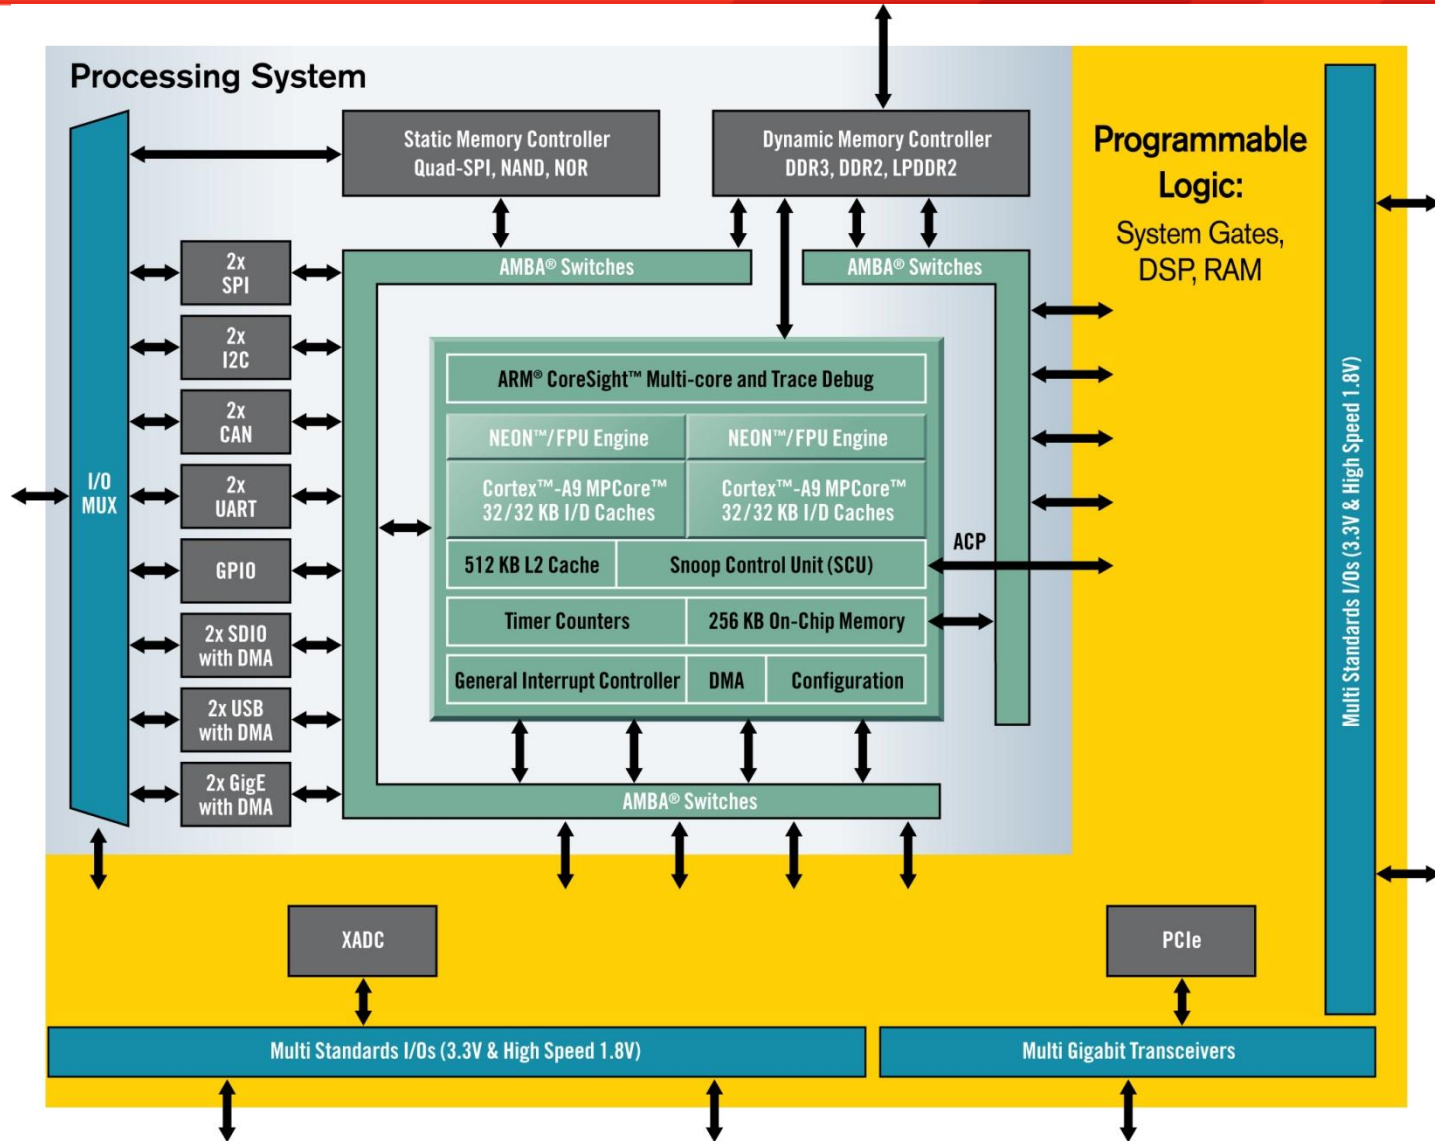 Processing System
Static Memory Controller
Quad-SPI, NAND, NOR
Dynamic Memory Controller
DDR3, DDR2, LPDDR2
Programmable
Logic:
System Gates,
DSP, RAM
AMBA® Switches
AMBA® Switches
2x
SPI
2x
I2C
2x
CAN
2x
UART
GPIO
2x SDIO
with DMA
2x USB
with DMA
2x GigE
with DMA
I/O
MUX
ARM® CoreSight™ Multi-core and Trace Debug
NEON™/FPU Engine
NEON™/FPU Engine
Cortex™-A9 MPCore™
32/32 KB I/D Caches
Cortex™-A9 MPCore™
32/32 KB I/D Caches
512 KB L2 Cache
Snoop Control Unit (SCU)
ACP
Timer Counters
256 KB On-Chip Memory
General Interrupt Controller
DMA
Configuration
AMBA® Switches
Multi Standards I/Os (3.3V & High Speed 1.8V)
XADC
PCIe
Multi Standards I/Os (3.3V & High Speed 1.8V)
Multi Gigabit Transceivers